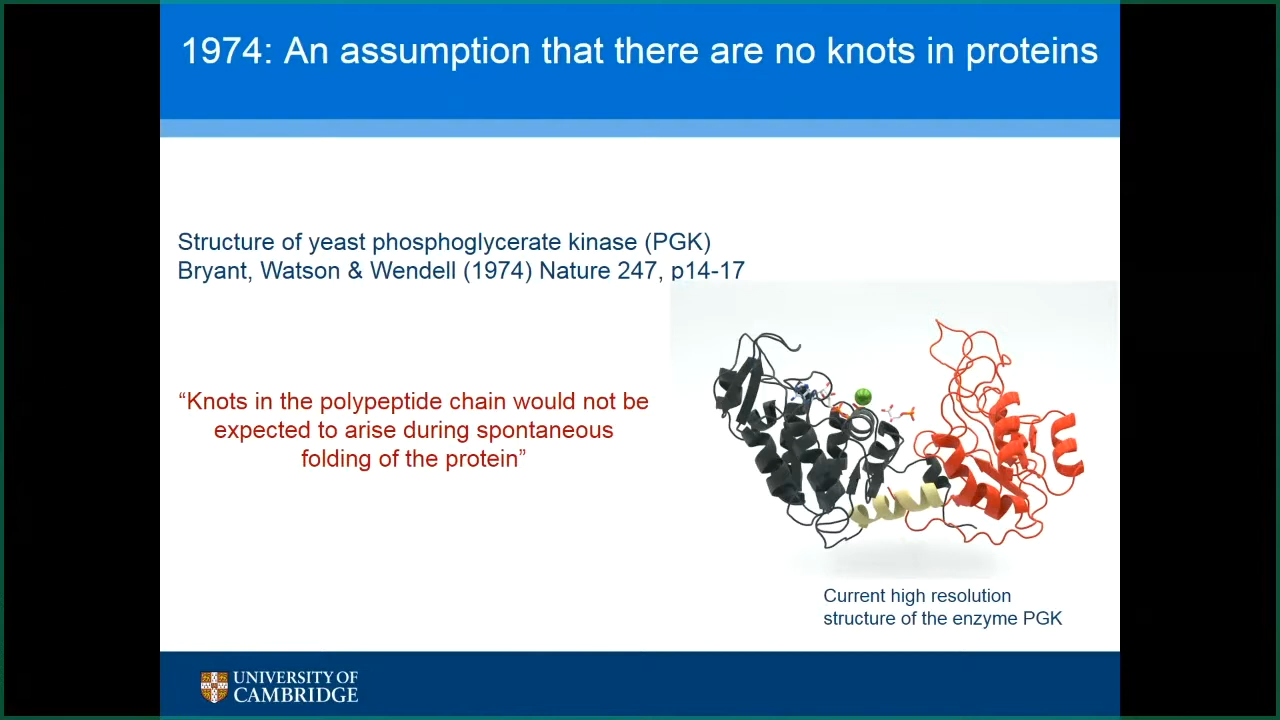 1974: An assumption that there are no knots in proteins
Structure of yeast phosphoglycerate kinase (PGK)
Bryant, Watson & Wendell (1974) Nature 247, p14-17
“Knots in the polypeptide chain would not be
expected to arise during spontaneous
folding of the protein”
Current high resolution
structure of the enzyme PGK
UNIVERSITY OF
CAMBRIDGE